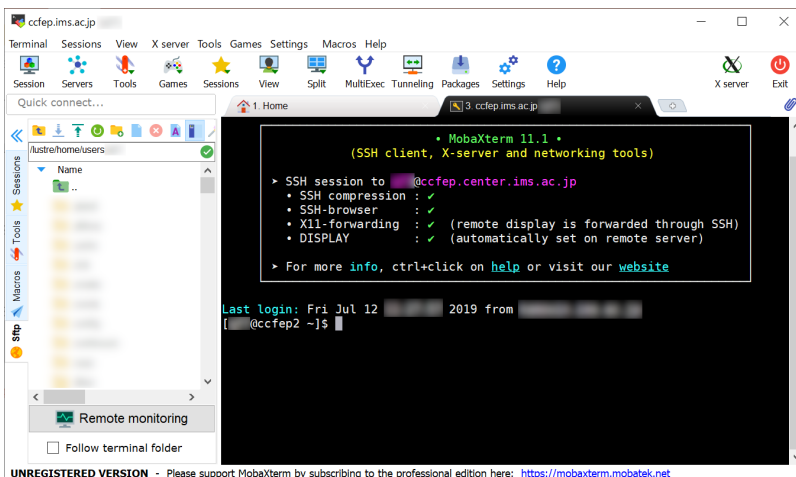 ccfep.ims.ac.jp
Terminal Sessions View X server Tools Games Settings Macros Help
Session Servers Tools Games Sessions View Split MultiExec Tunneling Packages Settings Help X server Exit
Quick connect...
1. Home
3. ccfep.ims.ac.jp
/lustre/home/users
Name
..
Sessions
Tools
Macros
Sftp
Remote monitoring
Follow terminal folder
• MobaXterm 11.1 •
(SSH client, X-server and networking tools)
➤ SSH session to @ccfep.center.ims.ac.jp
• SSH compression : ✔
• SSH-browser : ✔
• X11-forwarding : ✔ (remote display is forwarded through SSH)
• DISPLAY : ✔ (automatically set on remote server)
➤ For more info, ctrl+click on help or visit our website
Last login: Fri Jul 12 2019 from
[ @ccfep2 ~]$
UNREGISTERED VERSION - Please support MobaXterm by subscribing to the professional edition here: https://mobaxterm.mobatek.net